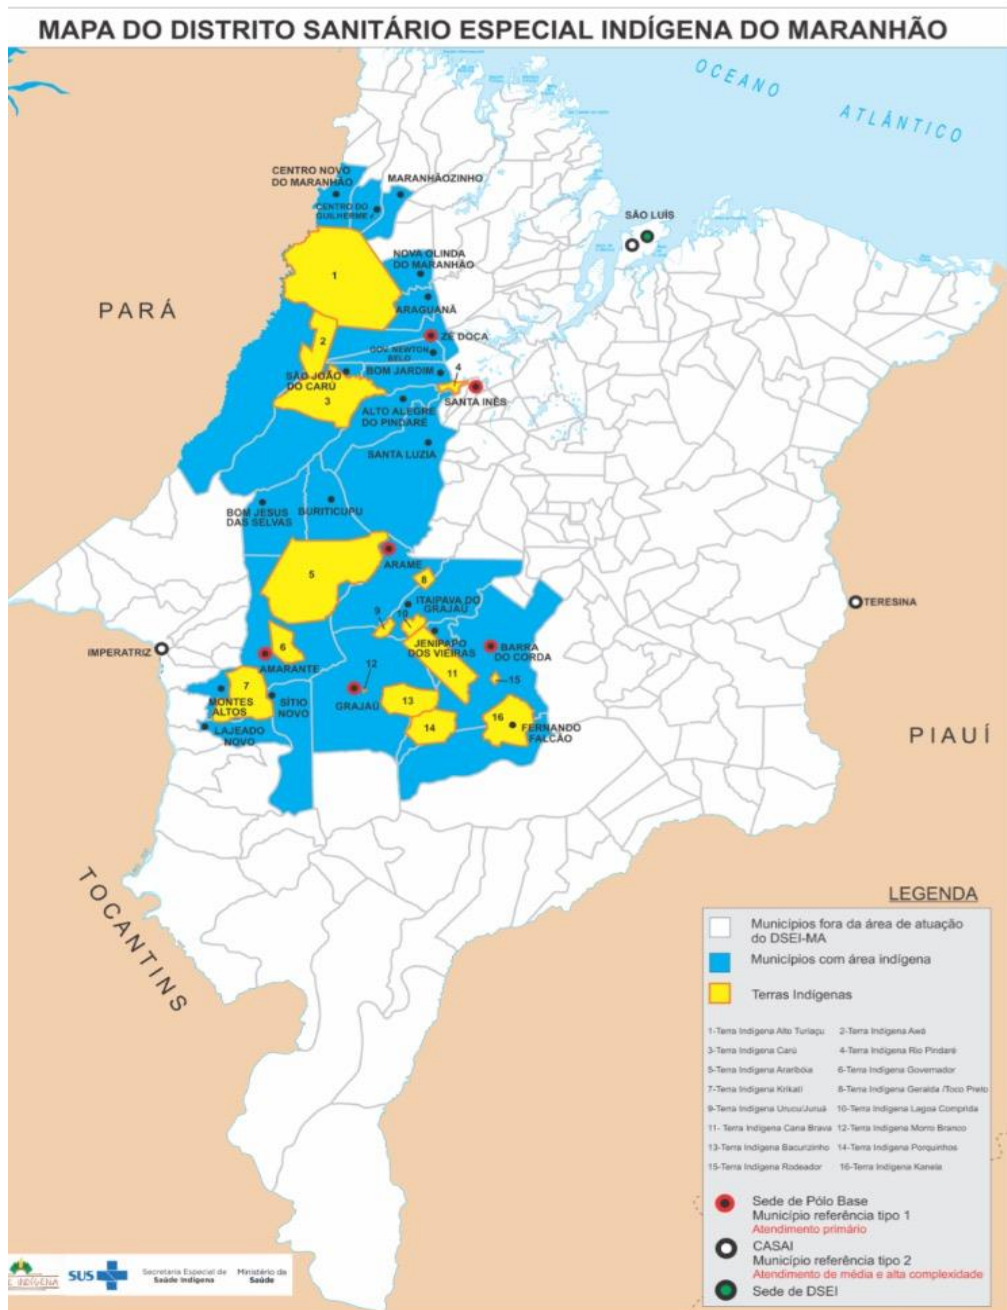 MAPA DO DISTRITO SANITÁRIO ESPECIAL INDÍGENA DO MARANHÃO
OCEANO
ATLÂNTICO
CENTRO NOVO
DO MARANHÃO
MARANHÃOZINHO
CENTRO DO
GUILHERME
SÃO LUÍS
NOVA OLINDA
DO MARANHÃO
1
ARAGUANÃ
PARÁ
ZÉ DOCA
2
GOV. NEWTON
BELO
4
SÃO JOÃO
DO CARÚ
BOM JARDIM
SANTA INÊS
3
ALTO ALEGRE
DO PINDARÉ
SANTA LUZIA
BOM JESUS
DAS SELVAS
BURITICUPU
ARAME
5
8
ITAIPAVA DO
GRAJAÚ
TERESINA
9
10
JENIPAPO
DOS VIEIRAS
BARRA
DO CORDA
IMPERATRIZ
6
AMARANTE
12
11
15
7
MONTES
ALTOS
SÍTIO
NOVO
GRAJAÚ
13
16
14
FERNANDO
FALCÃO
LAJEADO
NOVO
PIAUÍ
TOCANTINS
LEGENDA
Municípios fora da área de atuação
do DSEI-MA
Municípios com área indígena
Terras Indígenas
1-Terra Indígena Alto Turiaçu 2-Terra Indígena Awá
3-Terra Indígena Carú 4-Terra Indígena Rio Pindaré
5-Terra Indígena Arariboia 6-Terra Indígena Governador
7-Terra Indígena Krikati 8-Terra Indígena Geralda /Toco Preto
9-Terra Indígena Urucu/Juruá 10-Terra Indígena Lagoa Comprida
11- Terra Indígena Cana Brava 12-Terra Indígena Morro Branco
13-Terra Indígena Bacurizinho 14-Terra Indígena Porquinhos
15-Terra Indígena Rodeador 16-Terra Indígena Kanela
Sede de Pólo Base
Município referência tipo 1
Atendimento primário
CASAI
Município referência tipo 2
Atendimento de média e alta complexidade
Sede de DSEI
INDÍGENA
SUS
Secretaria Especial de
Saúde Indígena
Ministério da
Saúde